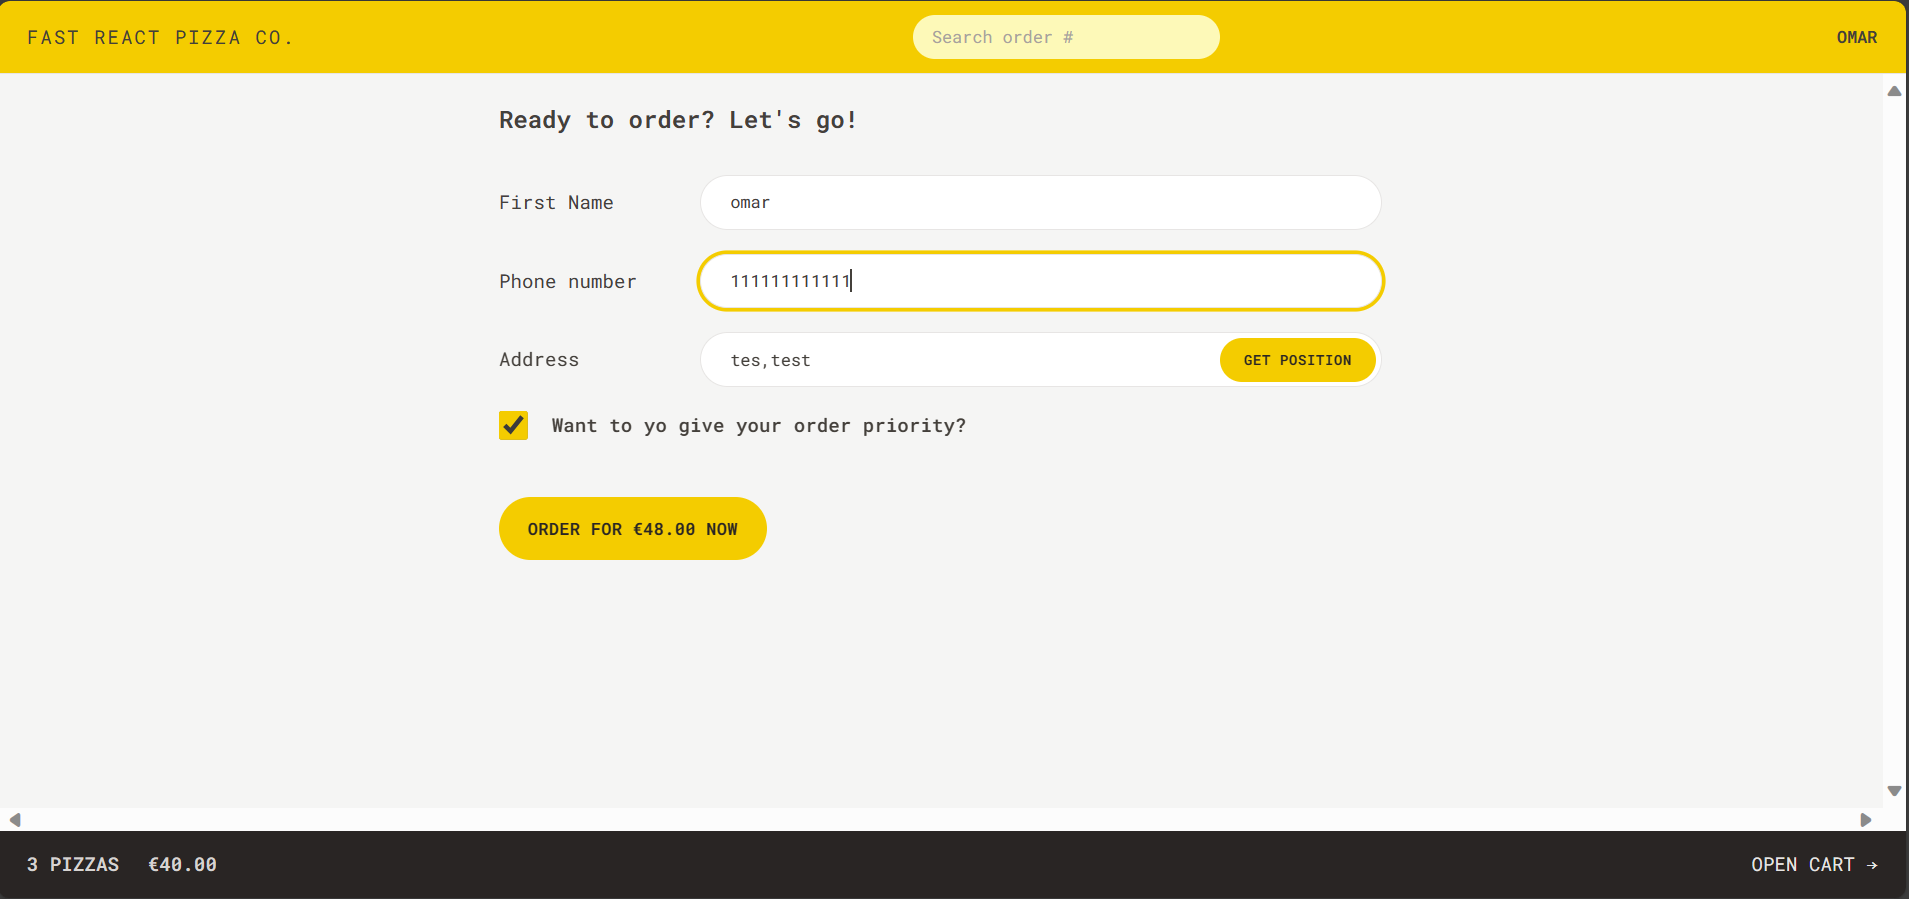 FAST REACT PIZZA CO.
Search order #
OMAR
Ready to order? Let's go!
First Name
omar
Phone number
111111111111
Address
tes,test
GET POSITION
Want to yo give your order priority?
ORDER FOR €48.00 NOW
3 PIZZAS €40.00
OPEN CART →